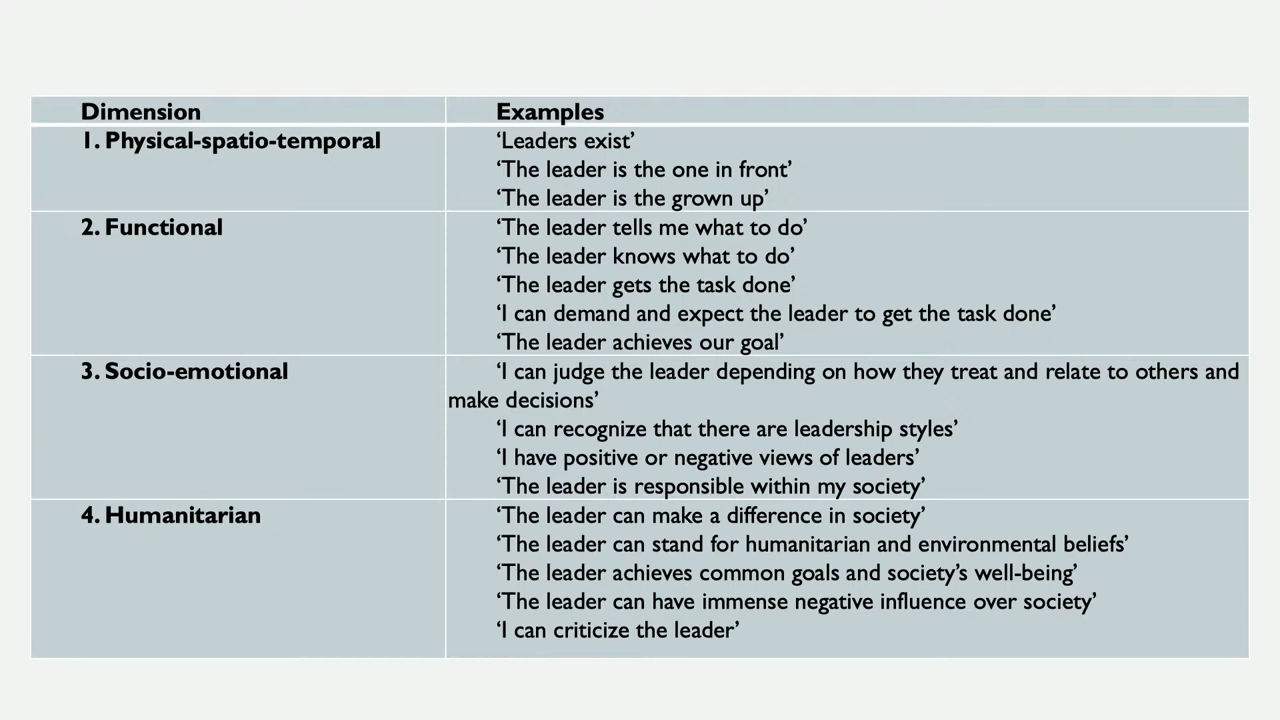 Dimension
Examples
1. Physical-spatio-temporal
‘Leaders exist’
‘The leader is the one in front’
‘The leader is the grown up’
2. Functional
‘The leader tells me what to do’
‘The leader knows what to do’
‘The leader gets the task done’
‘I can demand and expect the leader to get the task done’
‘The leader achieves our goal’
3. Socio-emotional
‘I can judge the leader depending on how they treat and relate to others and
make decisions’
‘I can recognize that there are leadership styles’
‘I have positive or negative views of leaders’
‘The leader is responsible within my society’
4. Humanitarian
‘The leader can make a difference in society’
‘The leader can stand for humanitarian and environmental beliefs’
‘The leader achieves common goals and society’s well-being’
‘The leader can have immense negative influence over society’
‘I can criticize the leader’